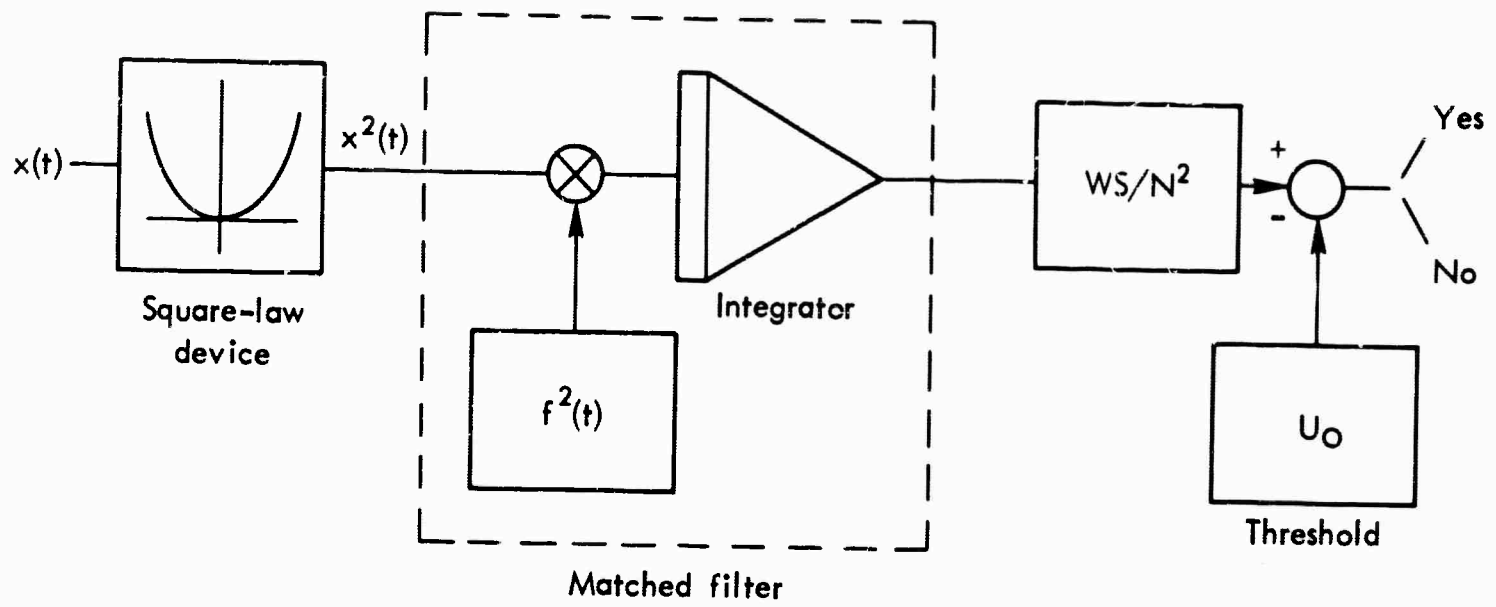 x(t)
x²(t)
Square-law
device
f²(t)
Integrator
Matched filter
WS/N²
+
-
Yes
No
U₀
Threshold